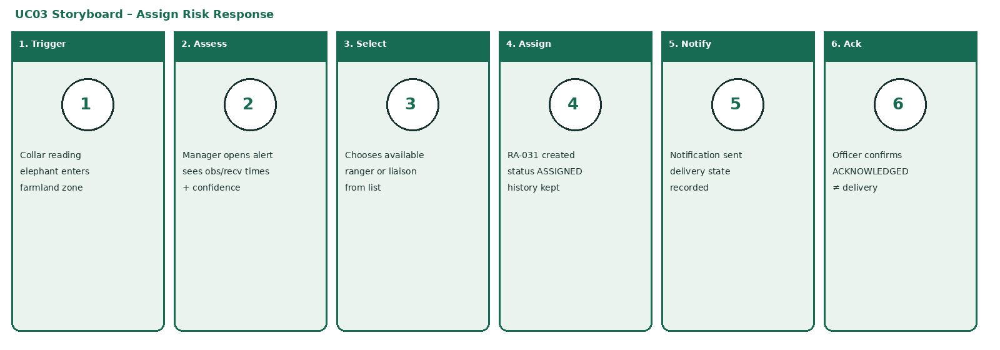 UC03 Storyboard – Assign Risk Response
1. Trigger
1
Collar reading
elephant enters
farmland zone
2. Assess
2
Manager opens alert
sees obs/recv times
+ confidence
3. Select
3
Chooses available
ranger or liaison
from list
4. Assign
4
RA-031 created
status ASSIGNED
history kept
5. Notify
5
Notification sent
delivery state
recorded
6. Ack
6
Officer confirms
ACKNOWLEDGED
≠ delivery